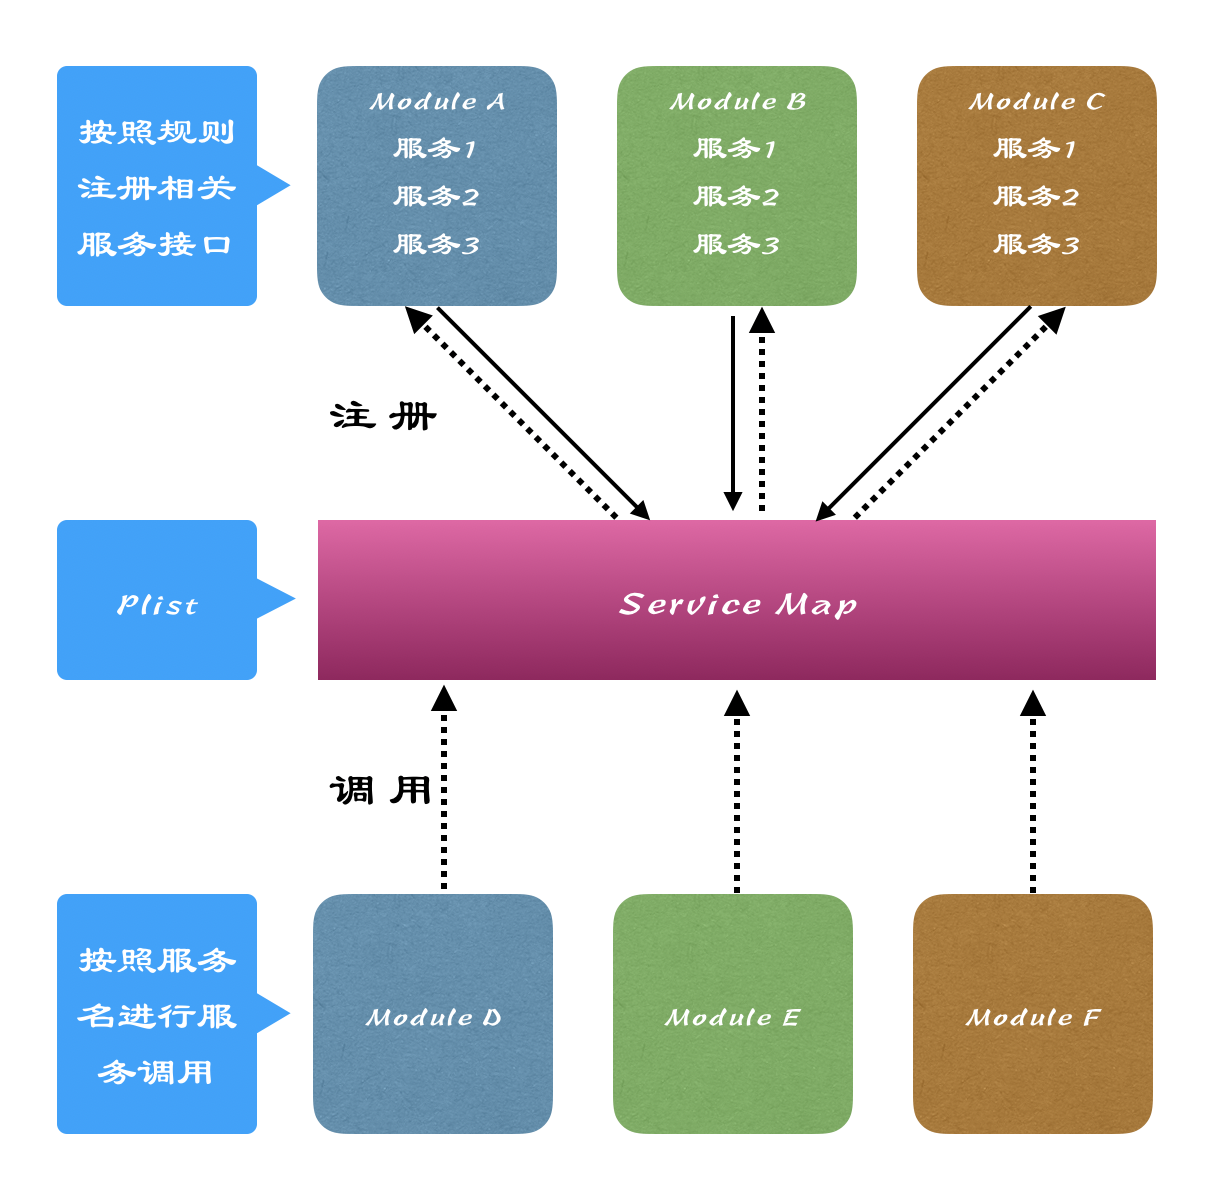 按照规则
注册相关
服务接口
Module A
服务1
服务2
服务3
Module B
服务1
服务2
服务3
Module C
服务1
服务2
服务3
注 册
Plist
Service Map
调 用
按照服务
名进行服
务调用
Module D
Module E
Module F